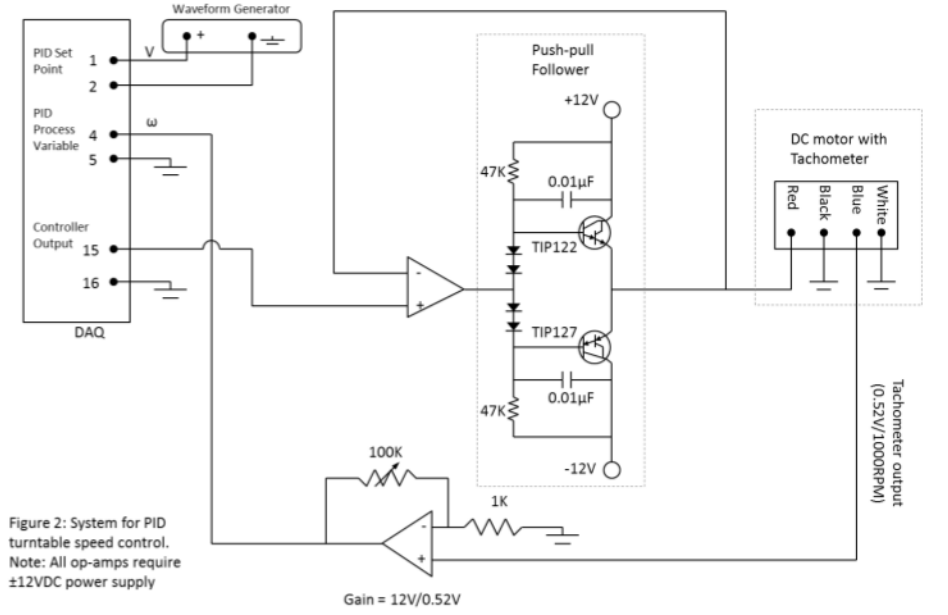 Waveform Generator
+
PID Set
Point
1
V
2
PID
Process
Variable
4
ω
5
Controller
Output
15
16
DAQ
-
+
Push-pull
Follower
+12V
47K
0.01μF
TIP122
TIP127
0.01μF
47K
-12V
DC motor with
Tachometer
Red
Black
Blue
White
Tachometer output
(0.52V/1000RPM)
100K
1K
-
+
Gain = 12V/0.52V
Figure 2: System for PID
turntable speed control.
Note: All op-amps require
±12VDC power supply